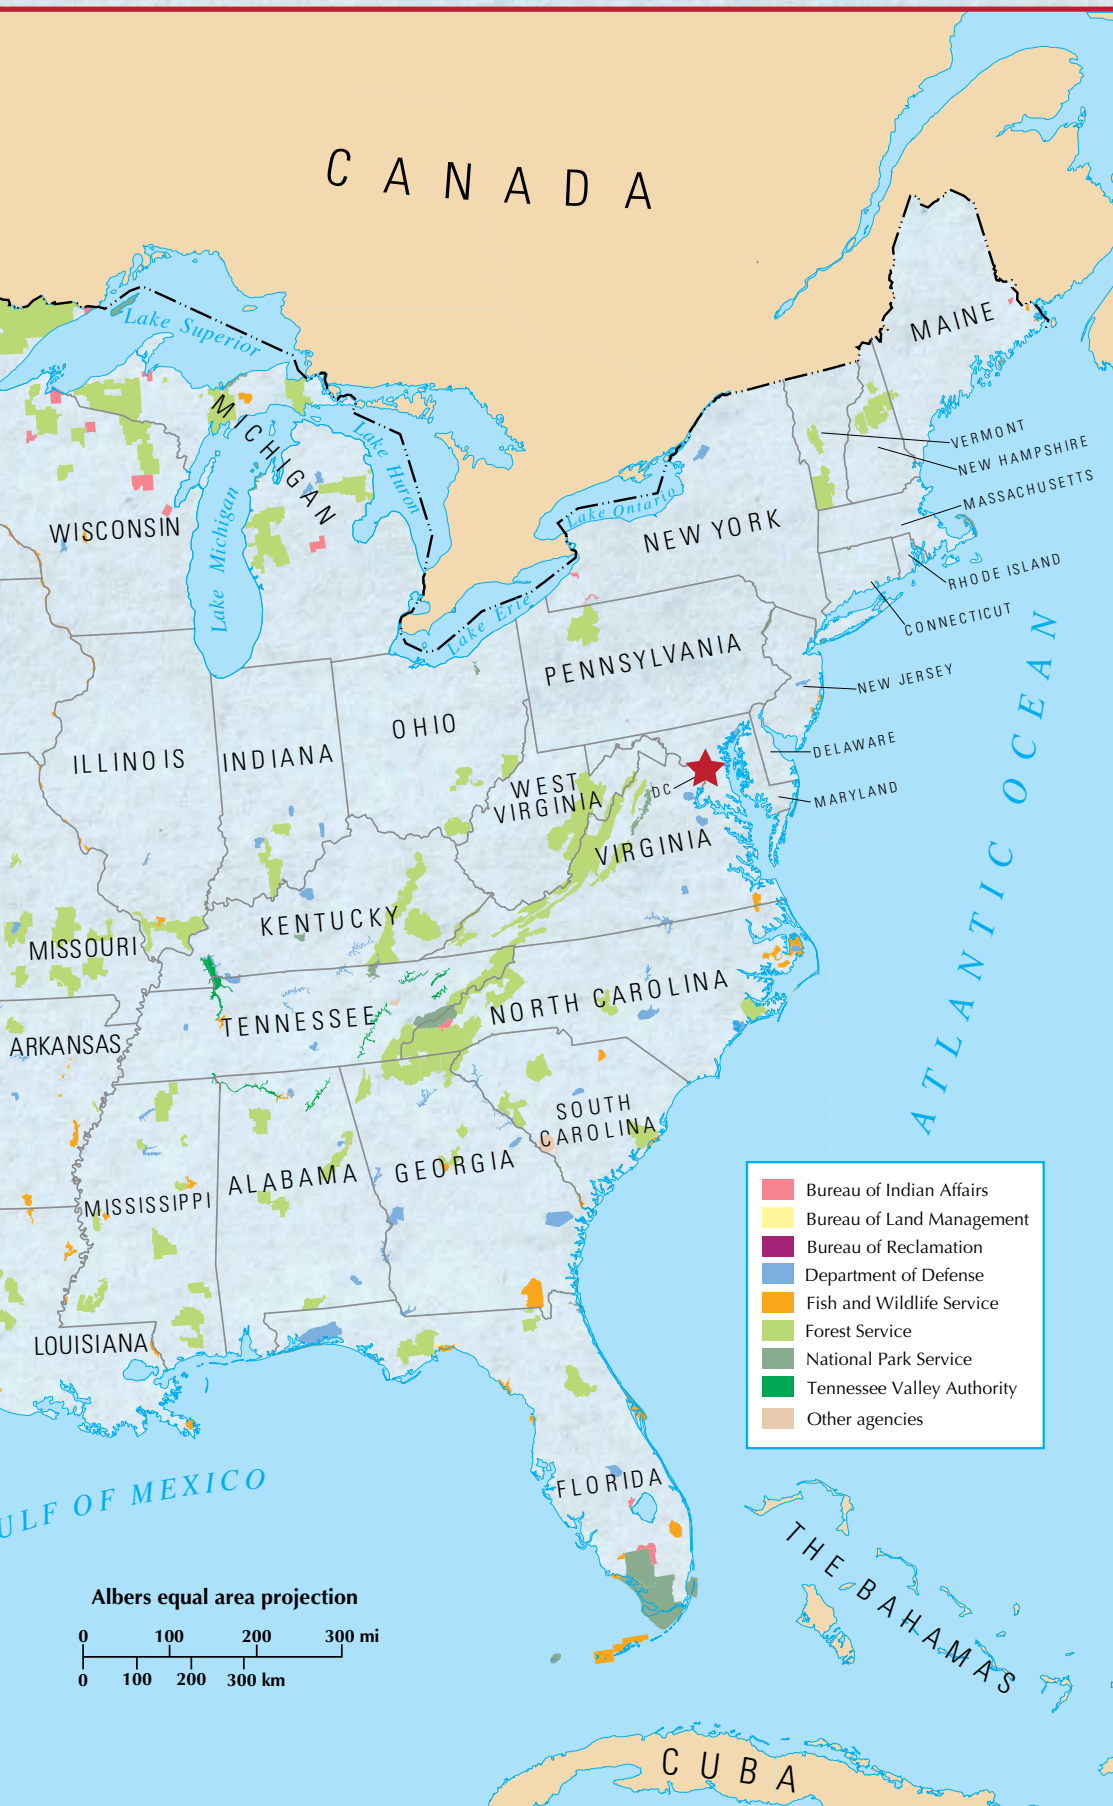 CANADA
Lake Superior
MAINE
MICHIGAN
Lake Huron
VERMONT
NEW HAMPSHIRE
MASSACHUSETTS
Lake Michigan
Lake Ontario
NEW YORK
WISCONSIN
RHODE ISLAND
Lake Erie
CONNECTICUT
PENNSYLVANIA
NEW JERSEY
OHIO
ILLINOIS
INDIANA
DELAWARE
WEST
VIRGINIA
DC
MARYLAND
VIRGINIA
ATLANTIC OCEAN
KENTUCKY
MISSOURI
NORTH CAROLINA
TENNESSEE
ARKANSAS
SOUTH
CAROLINA
GEORGIA
ALABAMA
MISSISSIPPI
LOUISIANA
Bureau of Indian Affairs
Bureau of Land Management
Bureau of Reclamation
Department of Defense
Fish and Wildlife Service
Forest Service
National Park Service
Tennessee Valley Authority
Other agencies
FLORIDA
ULF OF MEXICO
THE BAHAMAS
Albers equal area projection
0 100 200 300 mi
0 100 200 300 km
CUBA